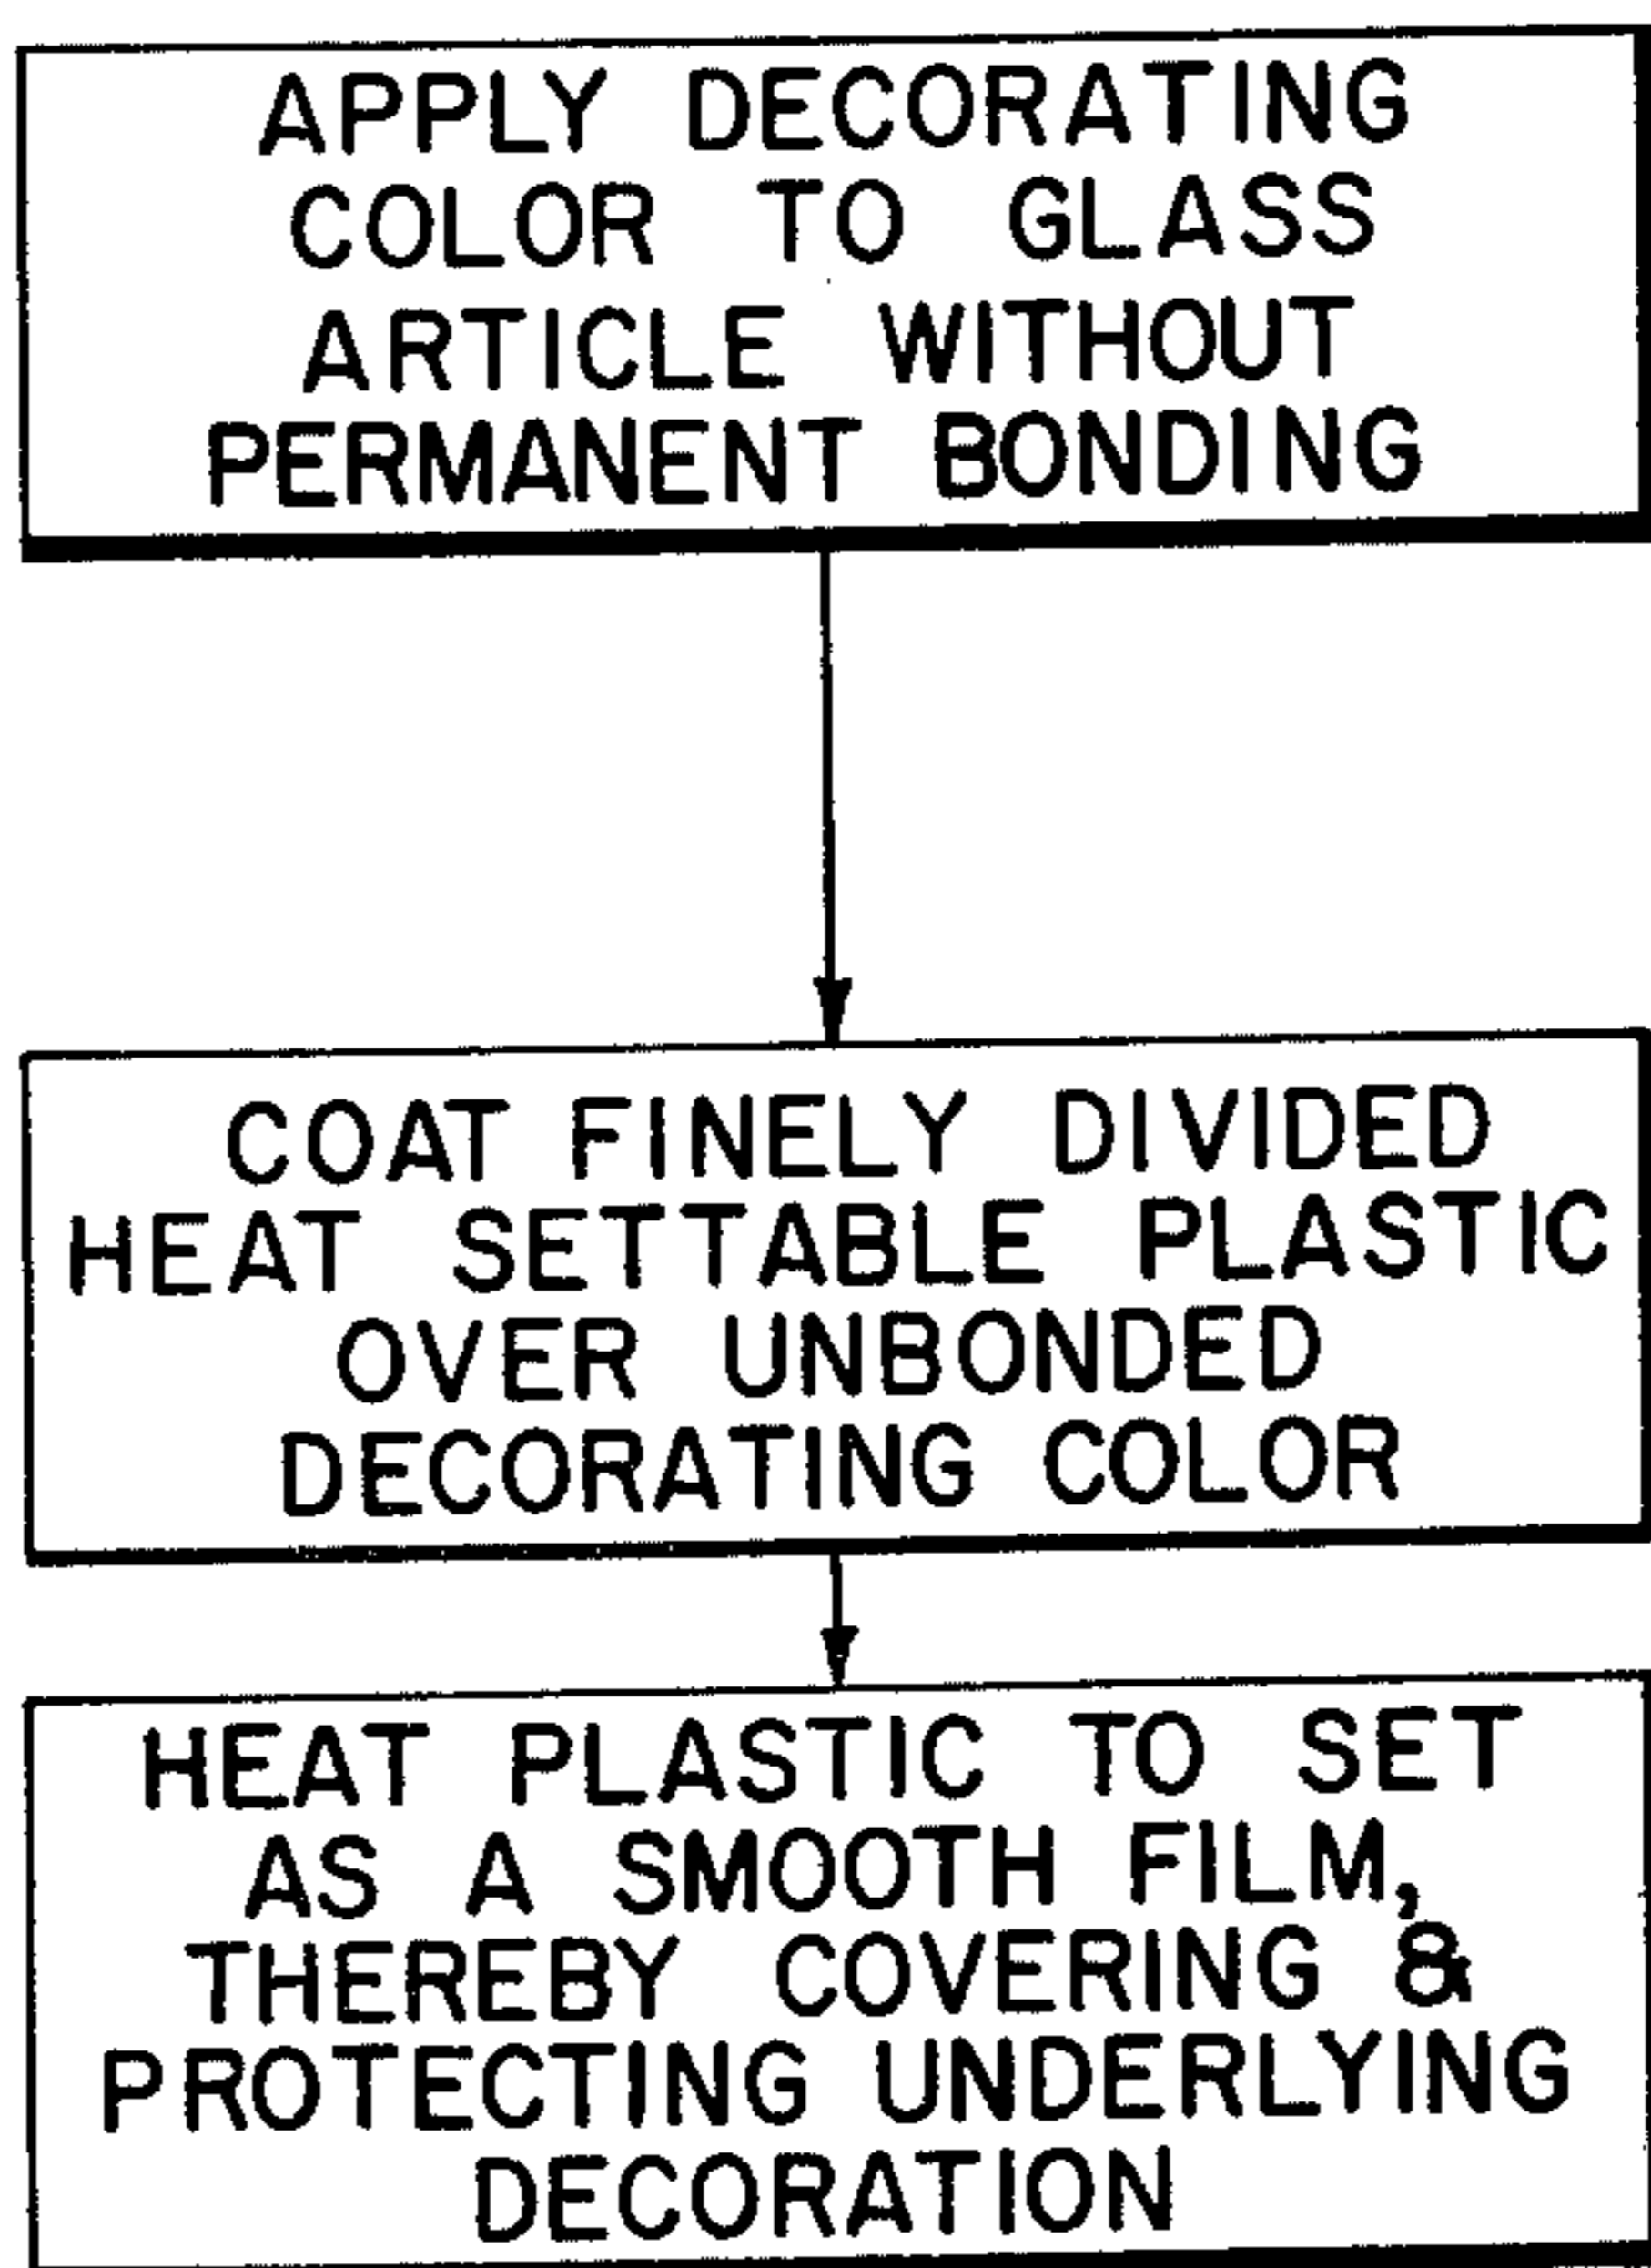 APPLY DECORATING
COLOR TO GLASS
ARTICLE WITHOUT
PERMANENT BONDING
COAT FINELY DIVIDED
HEAT SETTABLE PLASTIC
OVER UNBONDED
DECORATING COLOR
HEAT PLASTIC TO SET
AS A SMOOTH FILM,
THEREBY COVERING &
PROTECTING UNDERLYING
DECORATION